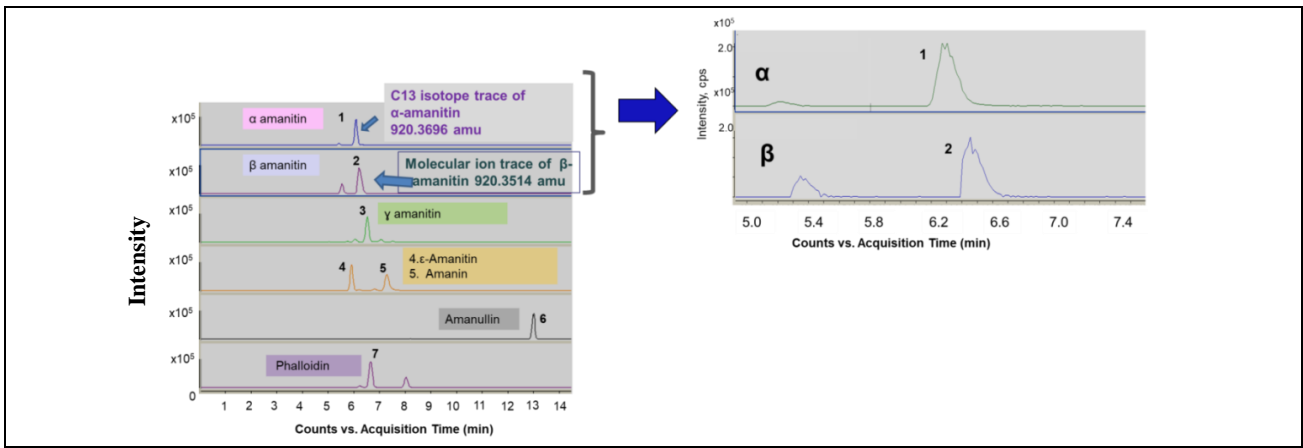 x10⁵
α amanitin
1
C13 isotope trace of
α-amanitin
920.3696 amu
x10⁵
β amanitin
2
Molecular ion trace of β-
amanitin 920.3514 amu
x10⁵
3
ɣ amanitin
x10⁵
4
5
4.ε-Amanitin
5. Amanin
x10⁵
Amanullin
6
x10⁵
Phalloidin
7
0
1 2 3 4 5 6 7 8 9 10 11 12 13 14
Counts vs. Acquisition Time (min)
Intensity
x10⁵
2.0
α
1
x10⁵
2.0
β
2
Intensity, cps
5.0 5.4 5.8 6.2 6.6 7.0 7.4
Counts vs. Acquisition Time (min)